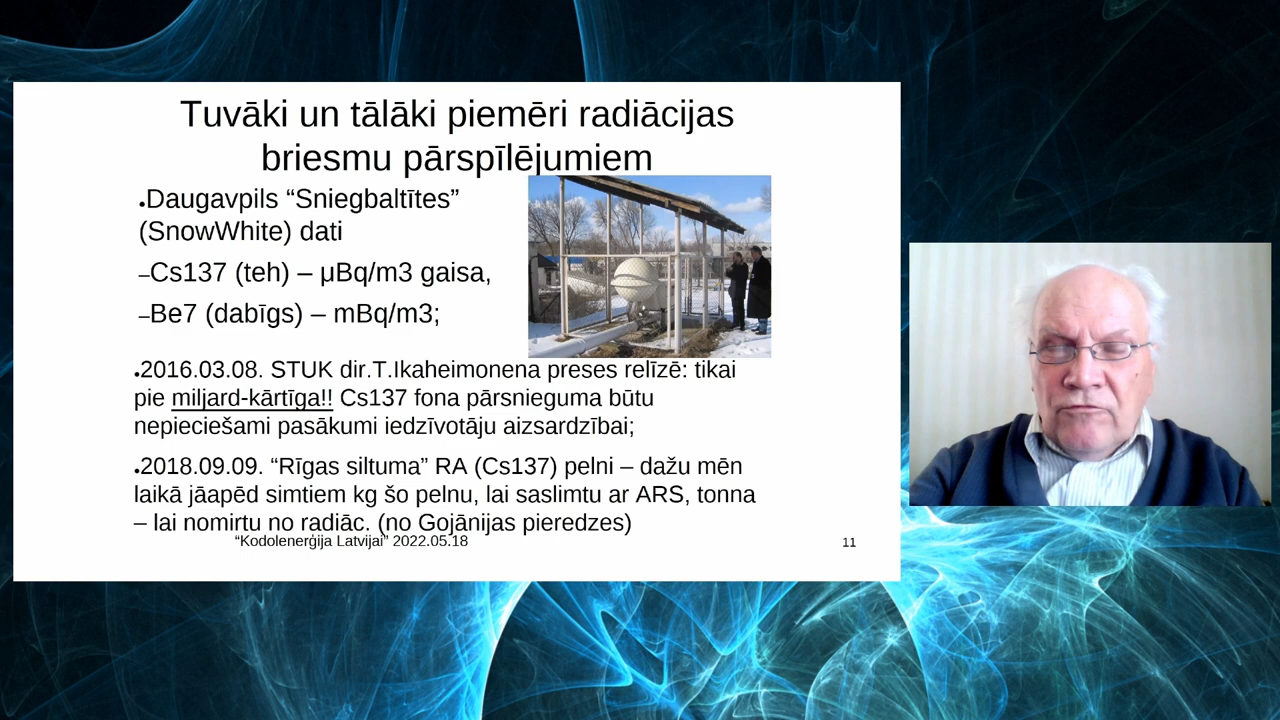 Tuvāki un tālāki piemēri radiācijas
briesmu pārspīlējumiem
•Daugavpils “Sniegbaltītes”
(SnowWhite) dati
–Cs137 (teh) – μBq/m3 gaisa,
–Be7 (dabīgs) – mBq/m3;
•2016.03.08. STUK dir.T.Ikaheimonena preses relīzē: tikai
pie miljard-kārtīga!! Cs137 fona pārsnieguma būtu
nepieciešami pasākumi iedzīvotāju aizsardzībai;
•2018.09.09. “Rīgas siltuma” RA (Cs137) pelni – dažu mēn
laikā jāapēd simtiem kg šo pelnu, lai saslimtu ar ARS, tonna
– lai nomirtu no radiāc. (no Gojānijas pieredzes)
“Kodolenerģija Latvijai” 2022.05.18
11